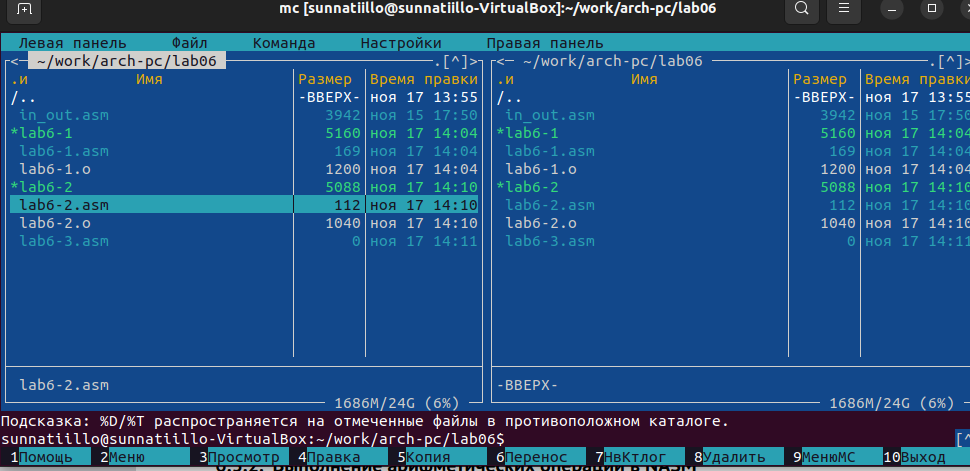 mc [sunnatiillo@sunnatiillo-VirtualBox]:~/work/arch-pc/lab06
Левая панель Файл Команда Настройки Правая панель
<— ~/work/arch-pc/lab06 .[^]> <— ~/work/arch-pc/lab06 .[^]>
.и Имя Размер Время правки .и Имя Размер Время правки
/.. -ВВЕРХ- ноя 17 13:55 /.. -ВВЕРХ- ноя 17 13:55
in_out.asm 3942 ноя 15 17:50 in_out.asm 3942 ноя 15 17:50
*lab6-1 5160 ноя 17 14:04 *lab6-1 5160 ноя 17 14:04
lab6-1.asm 169 ноя 17 14:04 lab6-1.asm 169 ноя 17 14:04
lab6-1.o 1200 ноя 17 14:04 lab6-1.o 1200 ноя 17 14:04
*lab6-2 5088 ноя 17 14:10 *lab6-2 5088 ноя 17 14:10
lab6-2.asm 112 ноя 17 14:10 lab6-2.asm 112 ноя 17 14:10
lab6-2.o 1040 ноя 17 14:10 lab6-2.o 1040 ноя 17 14:10
lab6-3.asm 0 ноя 17 14:11 lab6-3.asm 0 ноя 17 14:11
lab6-2.asm -ВВЕРХ-
1686M/24G (6%) 1686M/24G (6%)
Подсказка: %D/%T распространяется на отмеченные файлы в противоположном каталоге.
sunnatiillo@sunnatiillo-VirtualBox:~/work/arch-pc/lab06$ [^
1Помощь 2Меню 3Просмотр 4Правка 5Копия 6Перенос 7НвКтлог 8Удалить 9МенюMC 10Выход